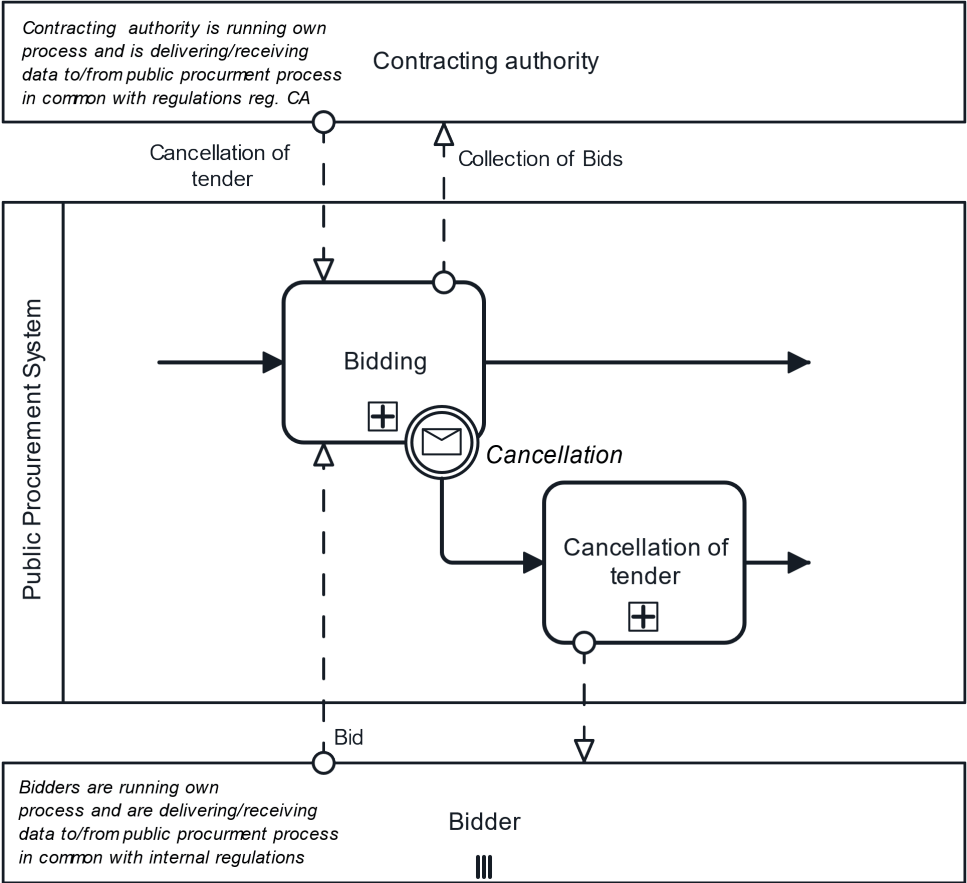 Contracting authority is running own
process and is delivering/receiving
data to/from public procurment process
in common with regulations reg. CA
Contracting authority
Cancellation of
tender
Collection of Bids
Public Procurement System
Bidding
Cancellation
Cancellation of
tender
Bid
Bidders are running own
process and are delivering/receiving
data to/from public procurment process
in common with internal regulations
Bidder